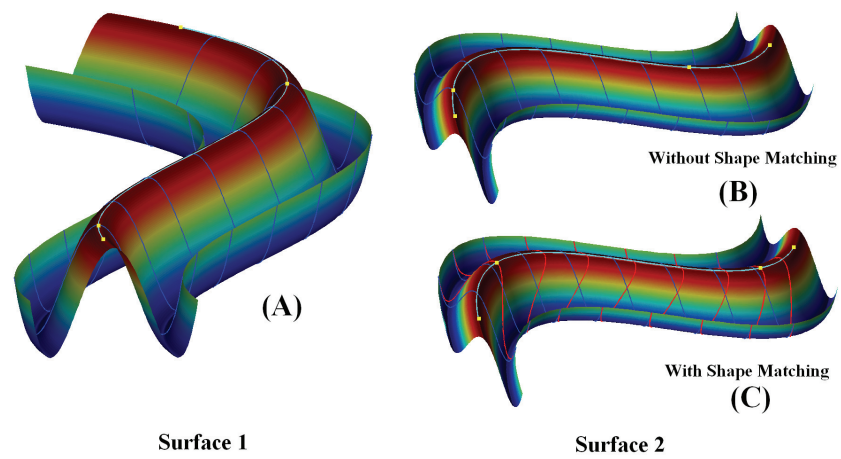 Without Shape Matching
(B)
(A)
With Shape Matching
(C)
Surface 1
Surface 2